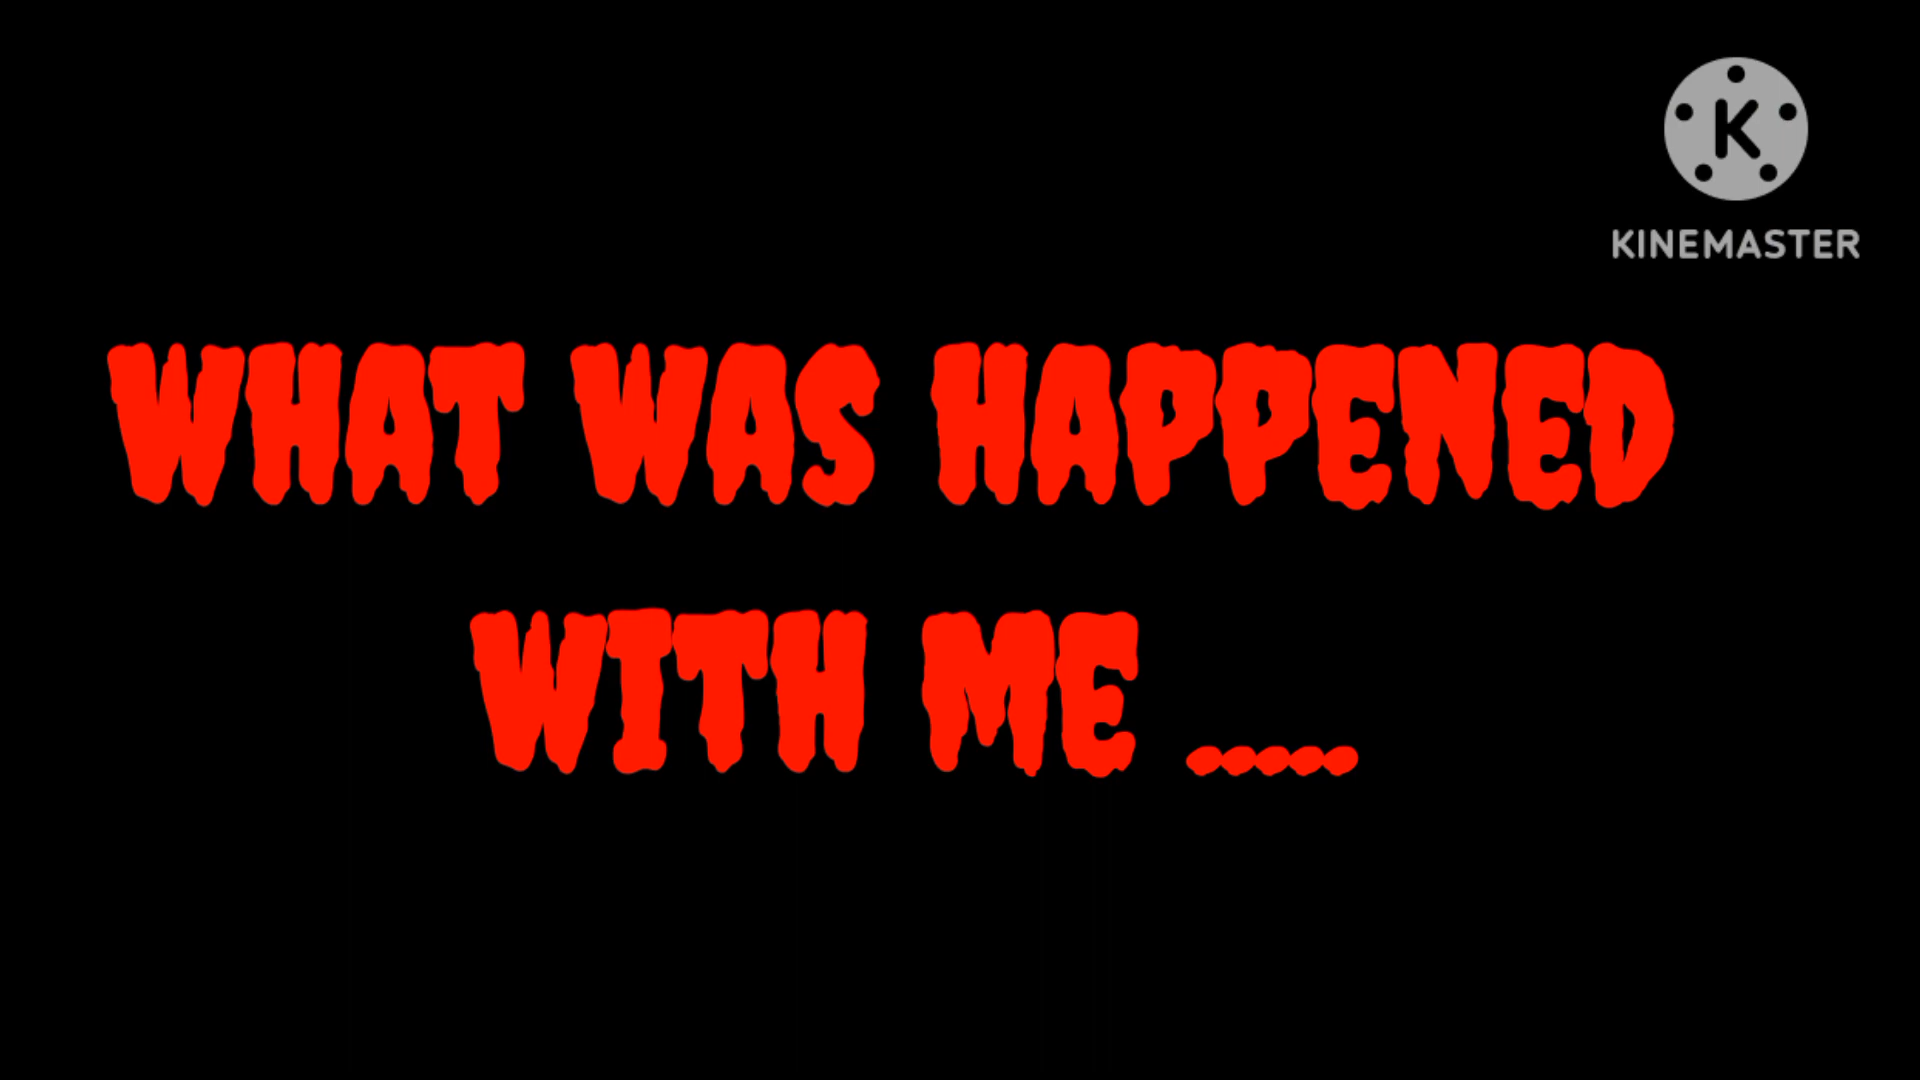 K
KINEMASTER
WHAT WAS HAPPENED
WITH ME .....